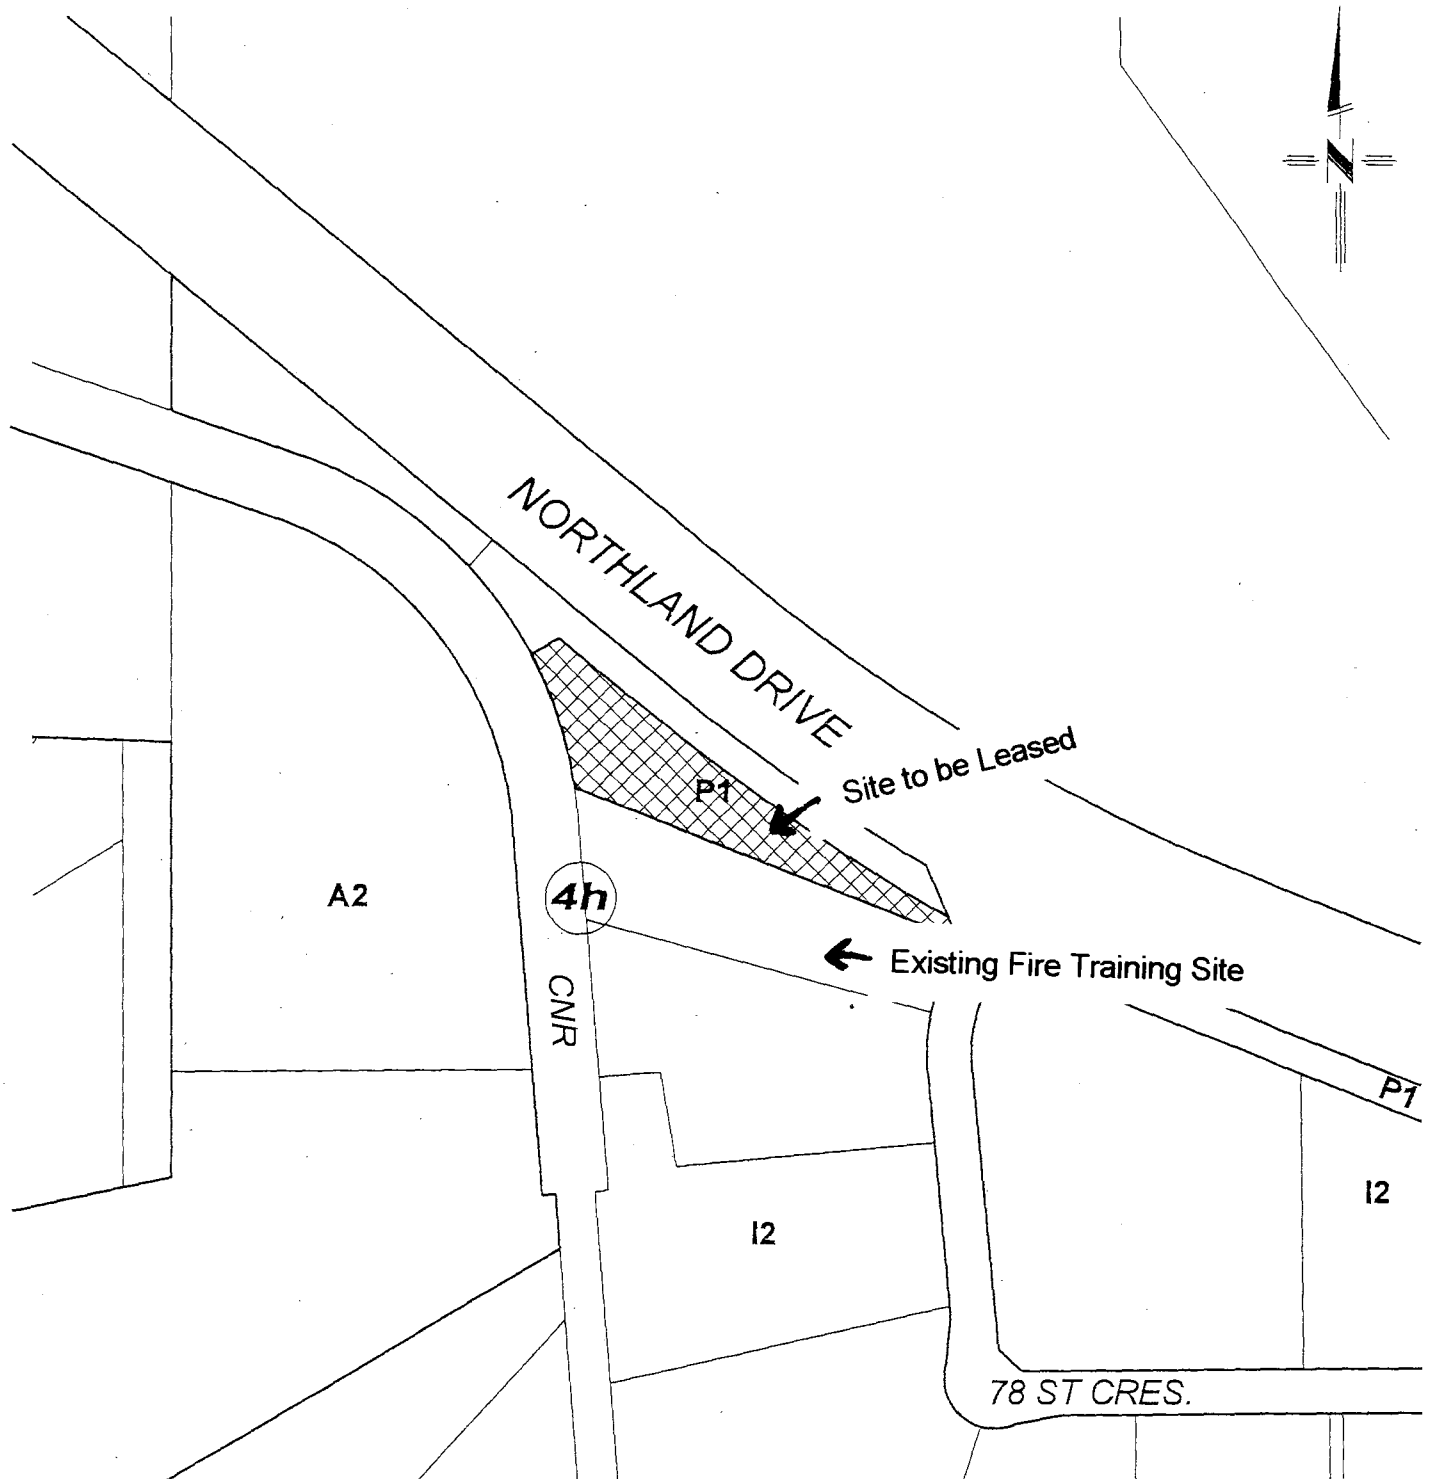 N
NORTHLAND DRIVE
Site to be Leased
P1
A2
4h
Existing Fire Training Site
CNR
P1
I2
I2
78 ST CRES.